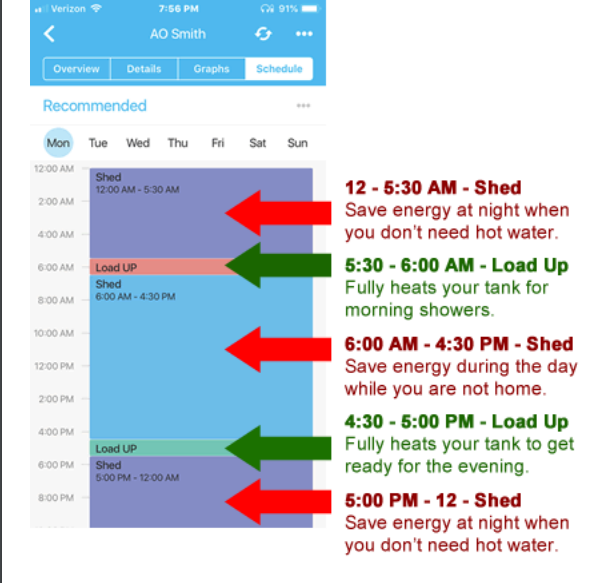 Verizon 7:56 PM 91%
AO Smith
Overview Details Graphs Schedule
Recommended
Mon Tue Wed Thu Fri Sat Sun
12:00 AM
Shed
12:00 AM - 5:30 AM
2:00 AM
4:00 AM
6:00 AM
Load UP
Shed
6:00 AM - 4:30 PM
8:00 AM
10:00 AM
12:00 PM
2:00 PM
4:00 PM
Load UP
6:00 PM
Shed
5:00 PM - 12:00 AM
8:00 PM
12 - 5:30 AM - Shed
Save energy at night when
you don't need hot water.
5:30 - 6:00 AM - Load Up
Fully heats your tank for
morning showers.
6:00 AM - 4:30 PM - Shed
Save energy during the day
while you are not home.
4:30 - 5:00 PM - Load Up
Fully heats your tank to get
ready for the evening.
5:00 PM - 12 - Shed
Save energy at night when
you don't need hot water.